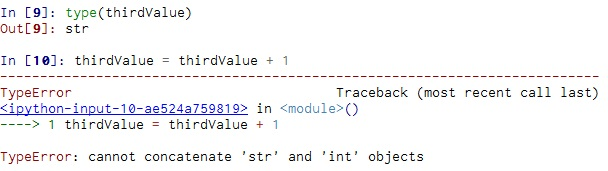 In [9]: type(thirdValue)
Out[9]: str
In [10]: thirdValue = thirdValue + 1
---------------------------------------------------------------------------
TypeError                                 Traceback (most recent call last)
<ipython-input-10-ae524a759819> in <module>()
----> 1 thirdValue = thirdValue + 1
TypeError: cannot concatenate 'str' and 'int' objects